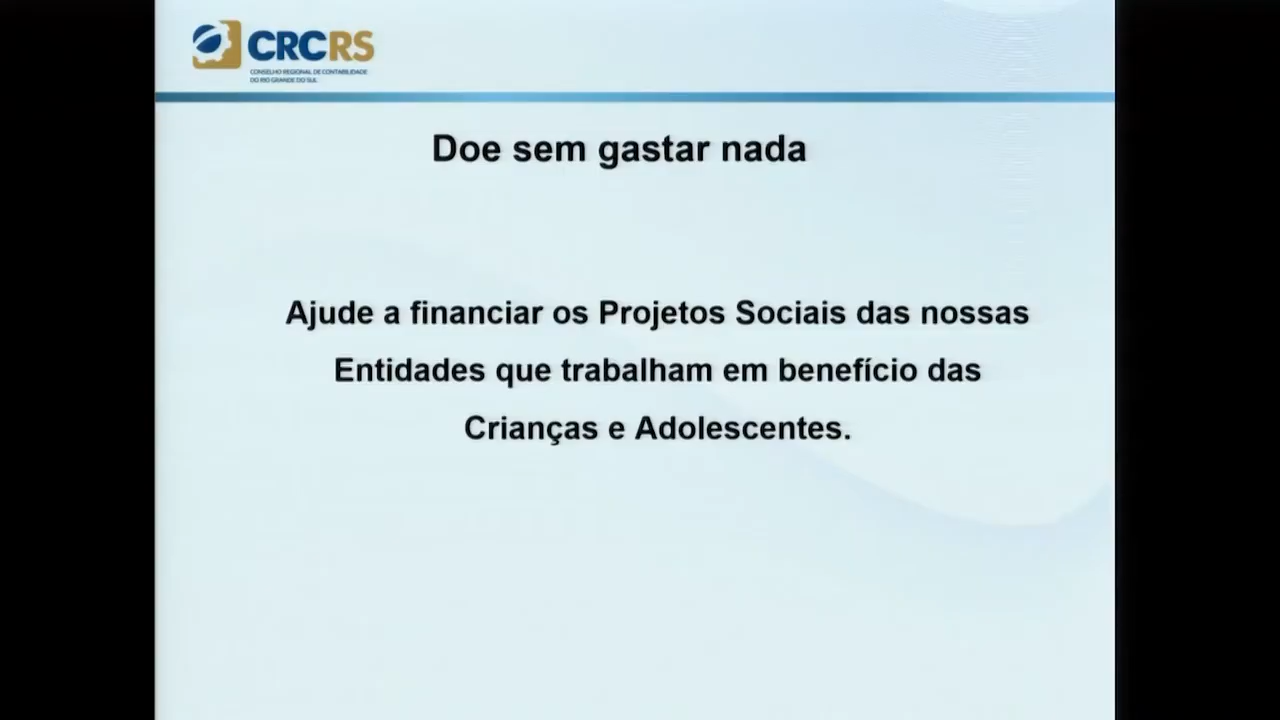 CRCRS
CONSELHO REGIONAL DE CONTABILIDADE
DO RIO GRANDE DO SUL
Doe sem gastar nada
Ajude a financiar os Projetos Sociais das nossas
Entidades que trabalham em benefício das
Crianças e Adolescentes.